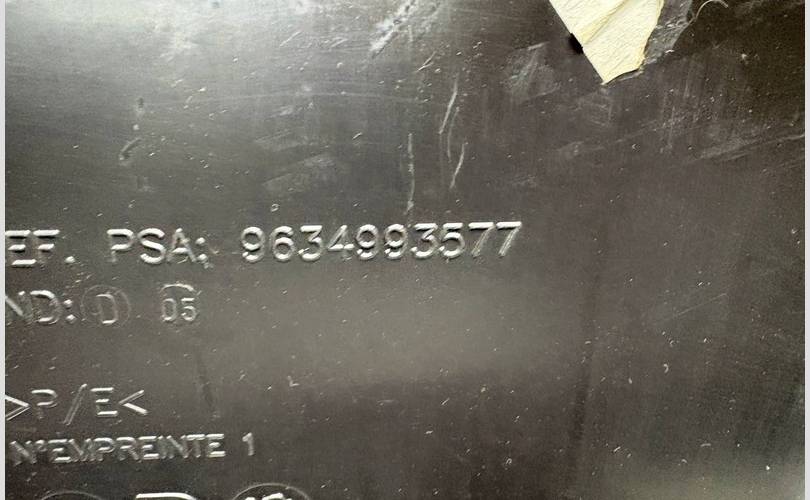 EF. PSA: 9634993577
ND: D 05
>P/E<
N°EMPREINTE 1